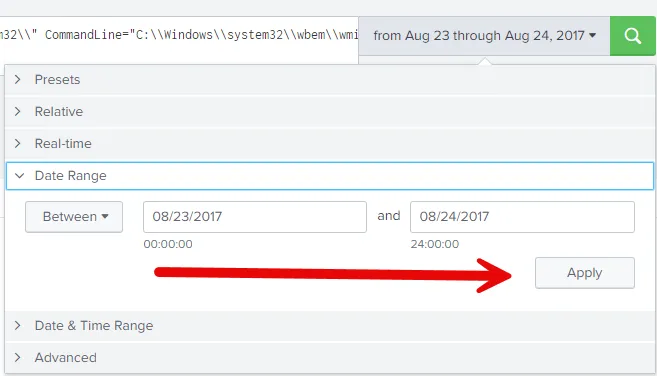 m32\\" CommandLine="C:\\Windows\\system32\\wbem\\wmi
from Aug 23 through Aug 24, 2017
Presets
Relative
Real-time
Date Range
Between
08/23/2017
and
08/24/2017
00:00:00
24:00:00
Apply
Date & Time Range
Advanced